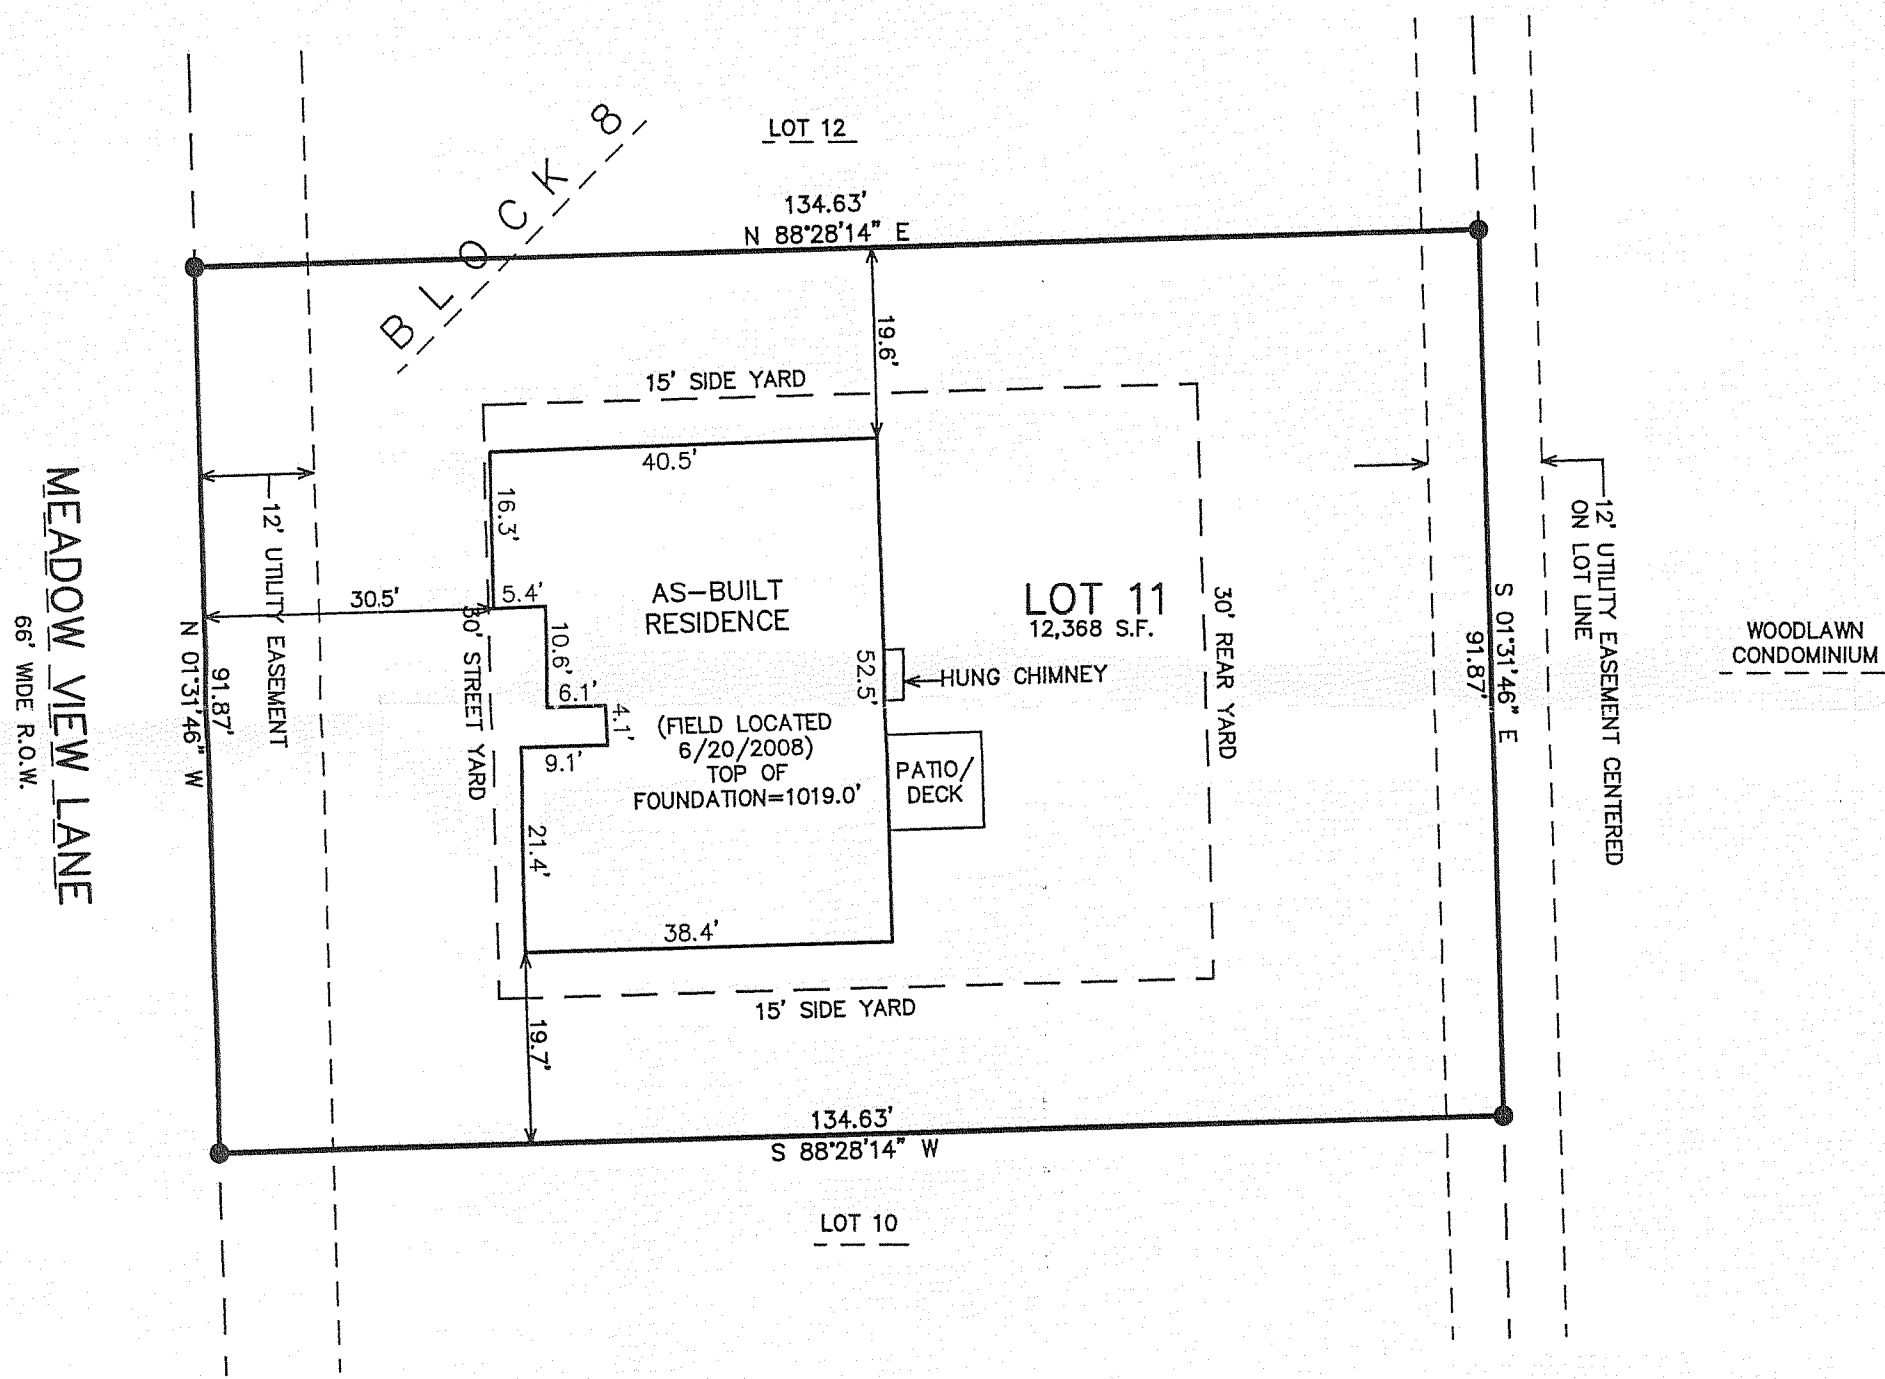 BLOCK 8
LOT 12
134.63'
N 88°28'14" E
19.6'
15' SIDE YARD
40.5'
16.3'
5.4'
30.5'
10.6'
6.1'
4.1'
9.1'
21.4'
38.4'
52.5'
19.7'
AS-BUILT
RESIDENCE
(FIELD LOCATED
6/20/2008)
TOP OF
FOUNDATION=1019.0'
LOT 11
12,368 S.F.
HUNG CHIMNEY
PATIO/
DECK
30' REAR YARD
30' STREET YARD
15' SIDE YARD
12' UTILITY EASEMENT
91.87'
N 01°31'46" W
MEADOW VIEW LANE
66' WIDE R.O.W.
S 01°31'46" E
91.87'
12' UTILITY EASEMENT CENTERED
ON LOT LINE
WOODLAWN
CONDOMINIUM
134.63'
S 88°28'14" W
LOT 10